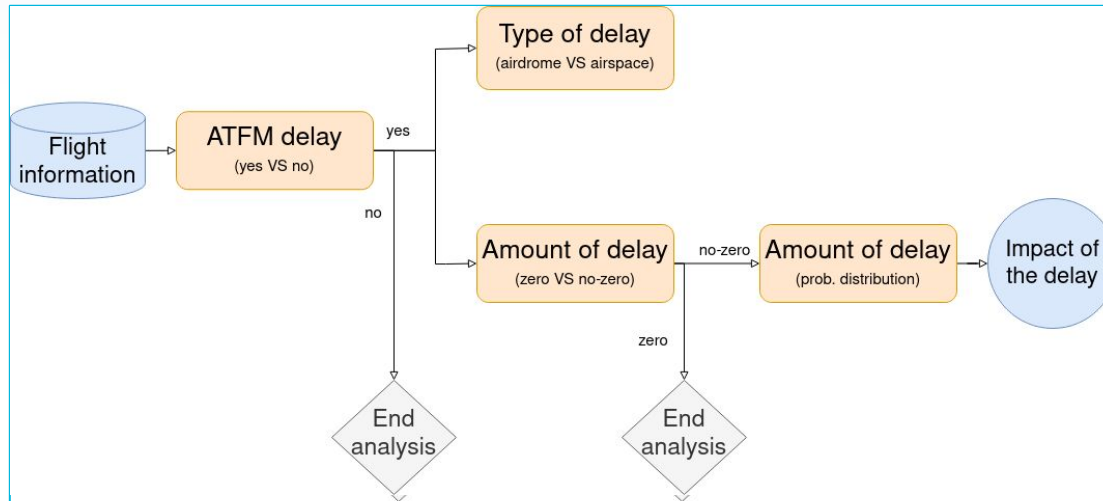 Type of delay
(airdrome VS airspace)
Flight
information
ATFM delay
(yes VS no)
yes
no
Amount of delay
(zero VS no-zero)
no-zero
zero
Amount of delay
(prob. distribution)
Impact of
the delay
End
analysis
End
analysis